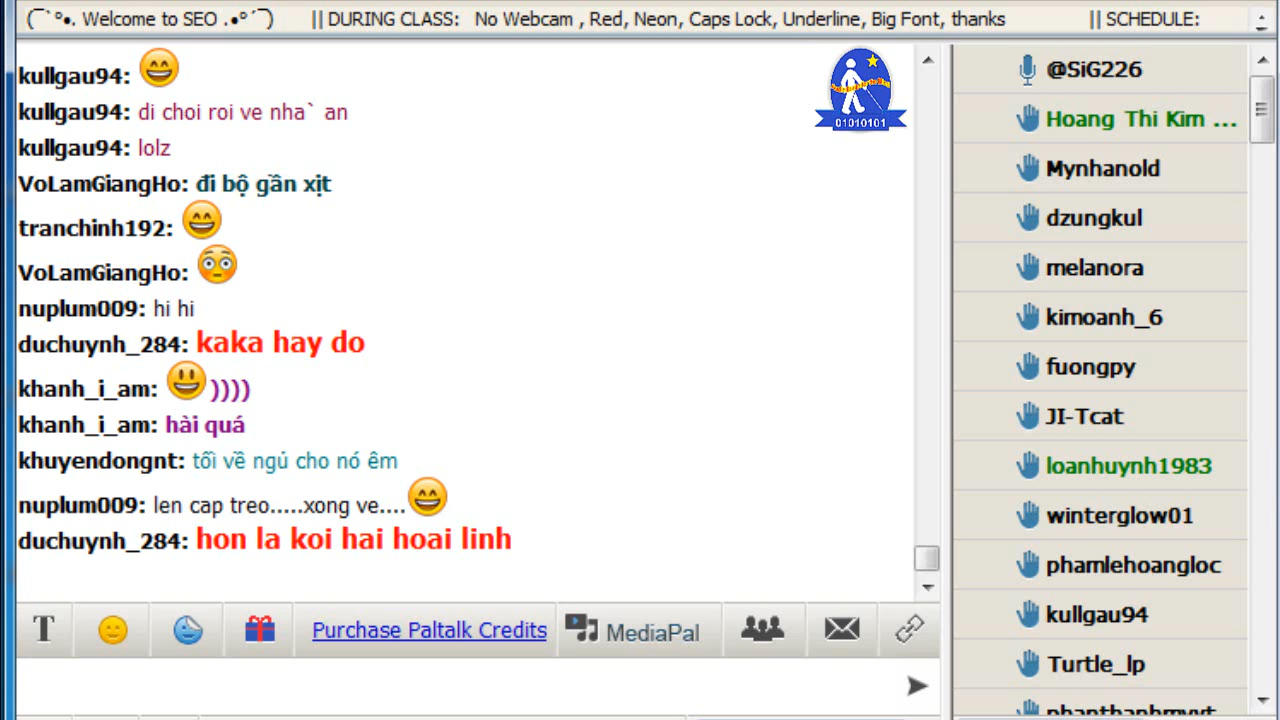 (¯`°•. Welcome to SEO .•°´¯) || DURING CLASS: No Webcam , Red, Neon, Caps Lock, Underline, Big Font, thanks || SCHEDULE:
kullgau94:
kullgau94: di choi roi ve nha` an
kullgau94: lolz
VoLamGiangHo: đi bộ gần xịt
tranchinh192:
VoLamGiangHo:
nuplum009: hi hi
duchuynh_284: kaka hay do
khanh_i_am: ))))
khanh_i_am: hài quá
khuyendongnt: tối về ngủ cho nó êm
nuplum009: len cap treo.....xong ve....
duchuynh_284: hon la koi hai hoai linh
01010101
T
Purchase Paltalk Credits
MediaPal
@SiG226
Hoang Thi Kim ...
Mynhanold
dzungkul
melanora
kimoanh_6
fuongpy
JI-Tcat
loanhuynh1983
winterglow01
phamlehoangloc
kullgau94
Turtle_lp